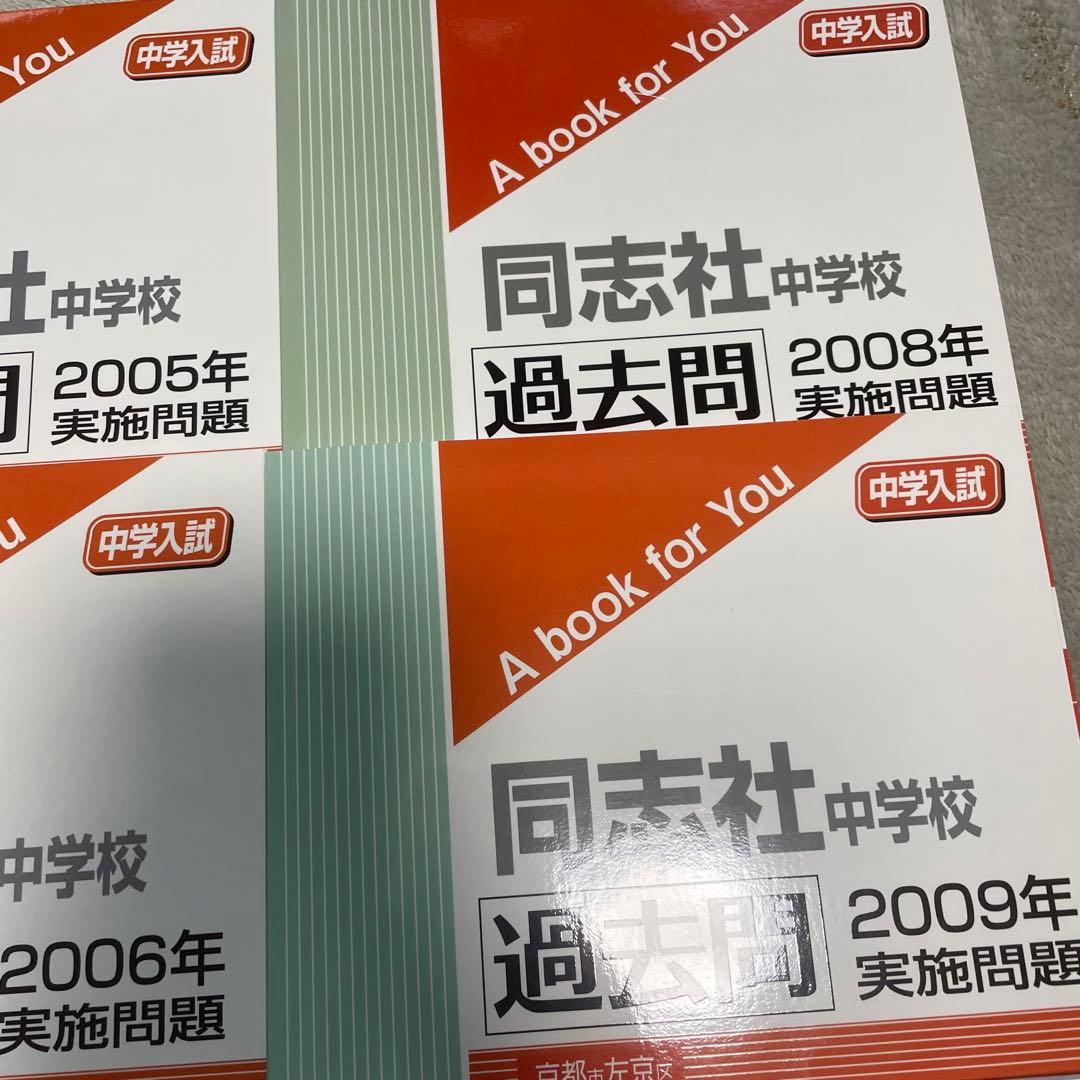 You
中学入試
社中学校
問
2005年
実施問題
A book for You
中学入試
同志社中学校
過去問
2008年
実施問題
u
中学入試
中学校
2006年
実施問題
A book for You
中学入試
同志社中学校
過去問
2009年
実施問題
京都市左京区